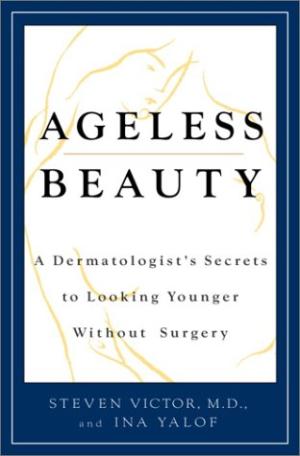 AGELESS
BEAUTY
A Dermatologist's Secrets
to Looking Younger
Without Surgery
STEVEN VICTOR, M.D.,
and INA YALOF